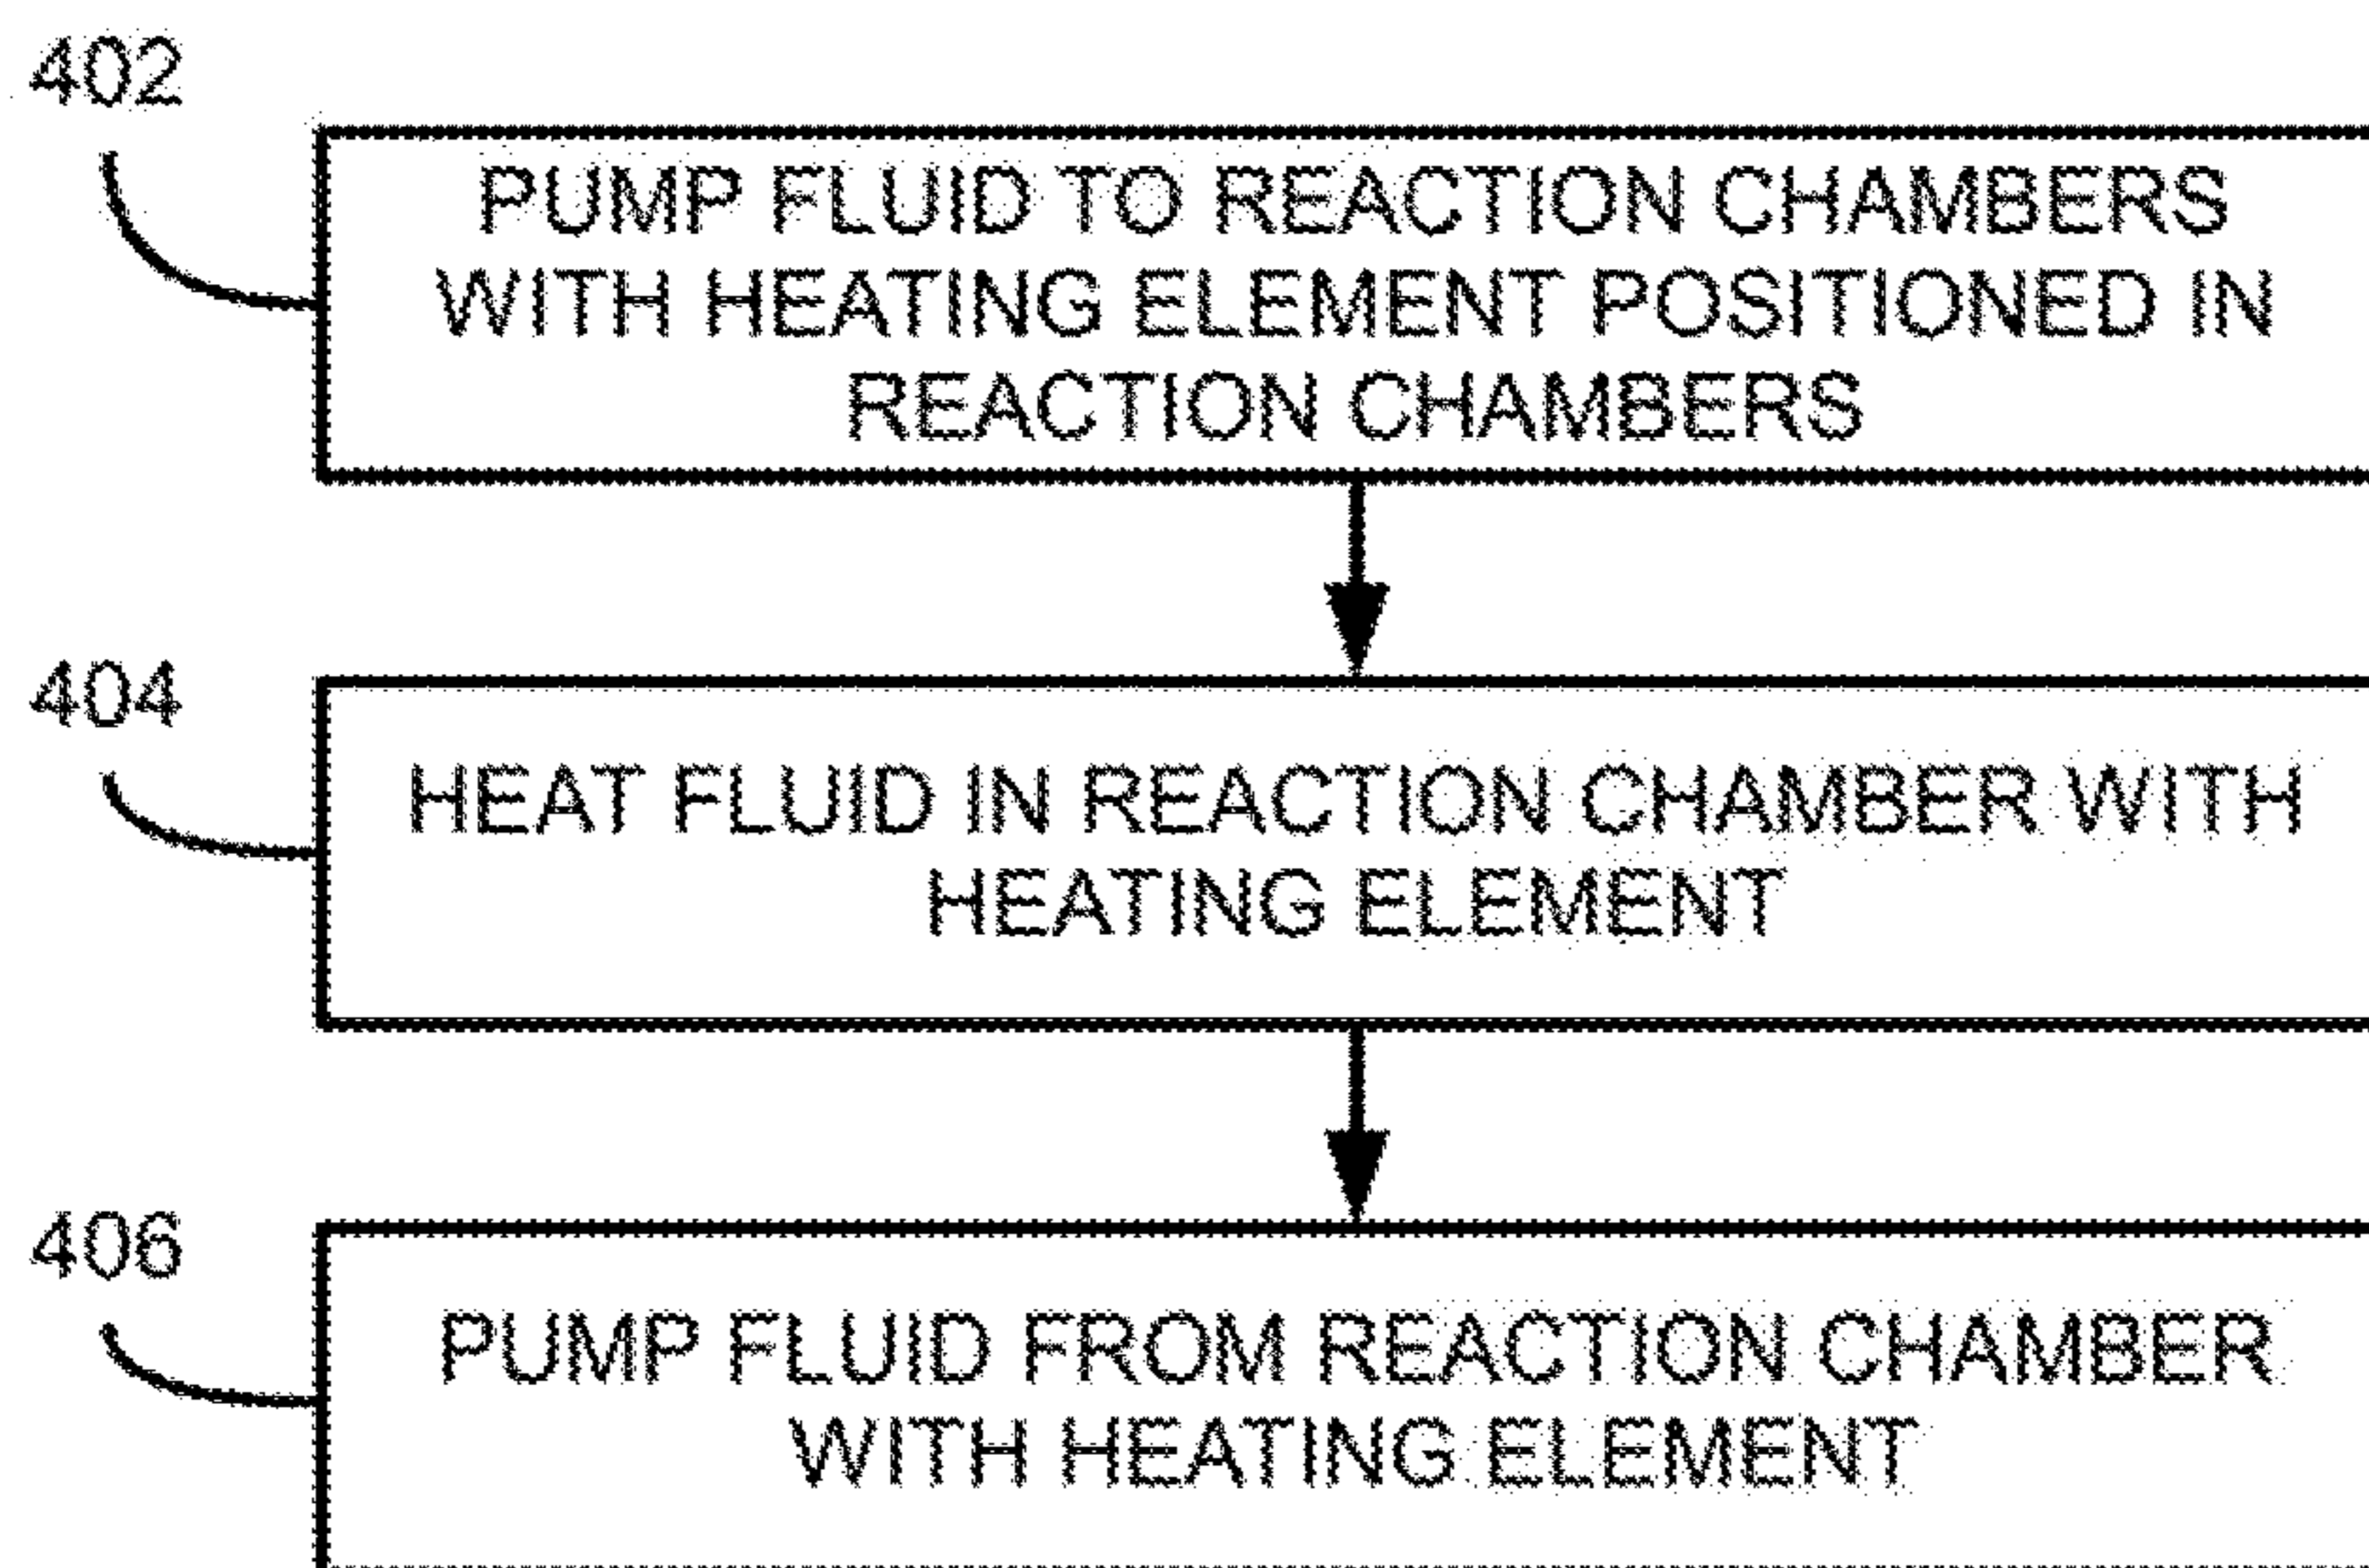 402
PUMP FLUID TO REACTION CHAMBERS
WITH HEATING ELEMENT POSITIONED IN
REACTION CHAMBERS
404
HEAT FLUID IN REACTION CHAMBER WITH
HEATING ELEMENT
406
PUMP FLUID FROM REACTION CHAMBER
WITH HEATING ELEMENT